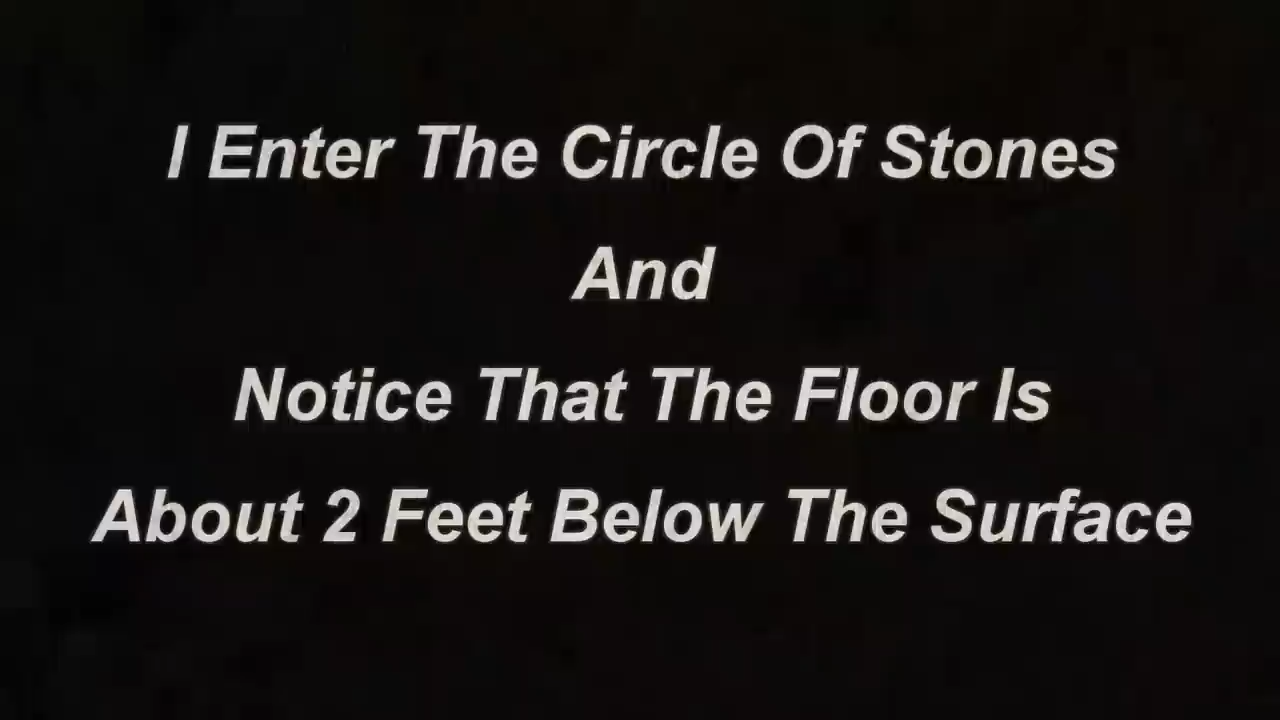 I Enter The Circle Of Stones
And
Notice That The Floor Is
About 2 Feet Below The Surface